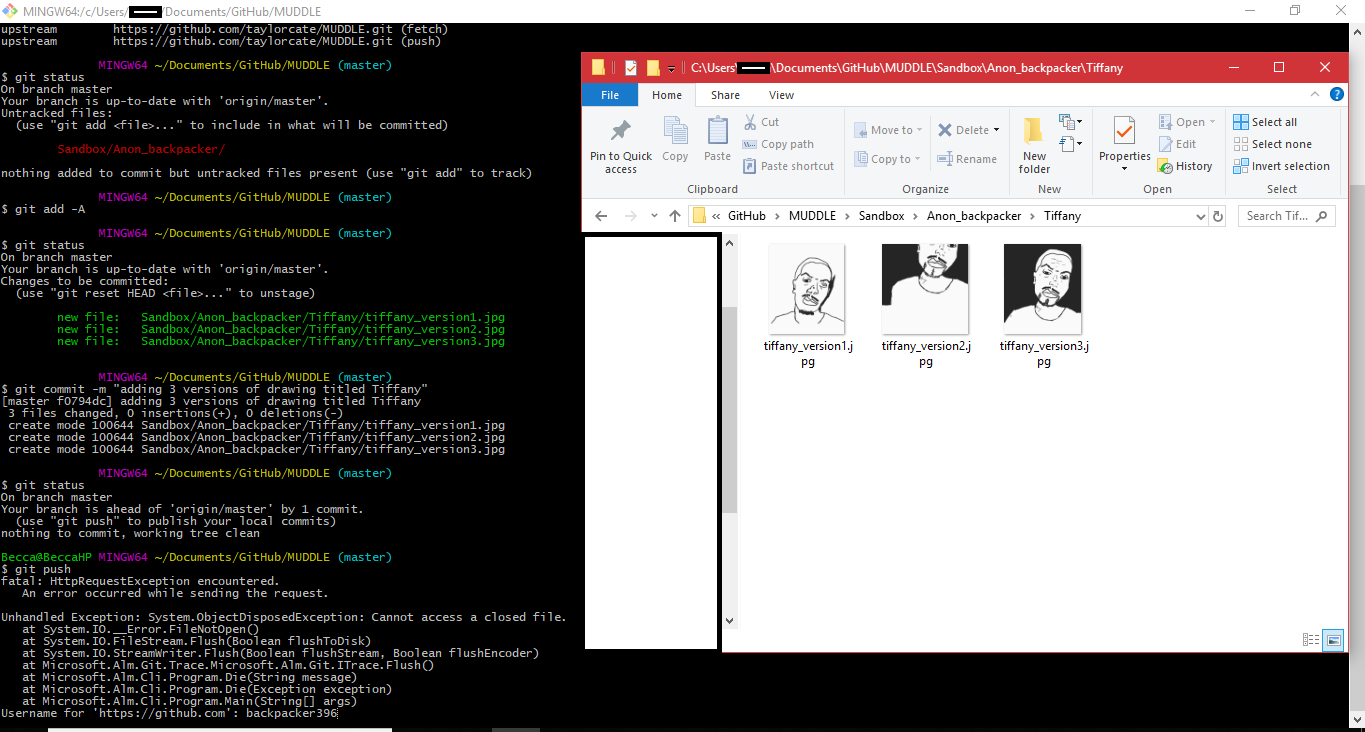 MINGW64:/c/Users/ /Documents/GitHub/MUDDLE
upstream https://github.com/taylorcate/MUDDLE.git (fetch)
upstream https://github.com/taylorcate/MUDDLE.git (push)
MINGW64 ~/Documents/GitHub/MUDDLE (master)
$ git status
On branch master
Your branch is up-to-date with 'origin/master'.
Untracked files:
(use "git add <file>..." to include in what will be committed)
Sandbox/Anon_backpacker/
nothing added to commit but untracked files present (use "git add" to track)
MINGW64 ~/Documents/GitHub/MUDDLE (master)
$ git add -A
MINGW64 ~/Documents/GitHub/MUDDLE (master)
$ git status
On branch master
Your branch is up-to-date with 'origin/master'.
Changes to be committed:
(use "git reset HEAD <file>..." to unstage)
new file: Sandbox/Anon_backpacker/Tiffany/tiffany_version1.jpg
new file: Sandbox/Anon_backpacker/Tiffany/tiffany_version2.jpg
new file: Sandbox/Anon_backpacker/Tiffany/tiffany_version3.jpg
MINGW64 ~/Documents/GitHub/MUDDLE (master)
$ git commit -m "adding 3 versions of drawing titled Tiffany"
[master f0794dc] adding 3 versions of drawing titled Tiffany
3 files changed, 0 insertions(+), 0 deletions(-)
create mode 100644 Sandbox/Anon_backpacker/Tiffany/tiffany_version1.jpg
create mode 100644 Sandbox/Anon_backpacker/Tiffany/tiffany_version2.jpg
create mode 100644 Sandbox/Anon_backpacker/Tiffany/tiffany_version3.jpg
MINGW64 ~/Documents/GitHub/MUDDLE (master)
$ git status
On branch master
Your branch is ahead of 'origin/master' by 1 commit.
(use "git push" to publish your local commits)
nothing to commit, working tree clean
Becca@BeccaHP MINGW64 ~/Documents/GitHub/MUDDLE (master)
$ git push
fatal: HttpRequestException encountered.
An error occurred while sending the request.
Unhandled Exception: System.ObjectDisposedException: Cannot access a closed file.
at System.IO.__Error.FileNotOpen()
at System.IO.FileStream.Flush(Boolean flushToDisk)
at System.IO.StreamWriter.Flush(Boolean flushStream, Boolean flushEncoder)
at Microsoft.Alm.Git.Trace.Microsoft.Alm.Git.ITrace.Flush()
at Microsoft.Alm.Cli.Program.Die(String message)
at Microsoft.Alm.Cli.Program.Die(Exception exception)
at Microsoft.Alm.Cli.Program.Main(String[] args)
Username for 'https://github.com': backpacker396
C:\Users\ \Documents\GitHub\MUDDLE\Sandbox\Anon_backpacker\Tiffany
File Home Share View
Pin to Quick access
Copy
Paste
Cut
Copy path
Paste shortcut
Clipboard
Move to
Copy to
Delete
Rename
Organize
New folder
New
Properties
Open
Edit
History
Open
Select all
Select none
Invert selection
Select
« GitHub > MUDDLE > Sandbox > Anon_backpacker > Tiffany
Search Tif...
tiffany_version1.j
pg
tiffany_version2.j
pg
tiffany_version3.j
pg